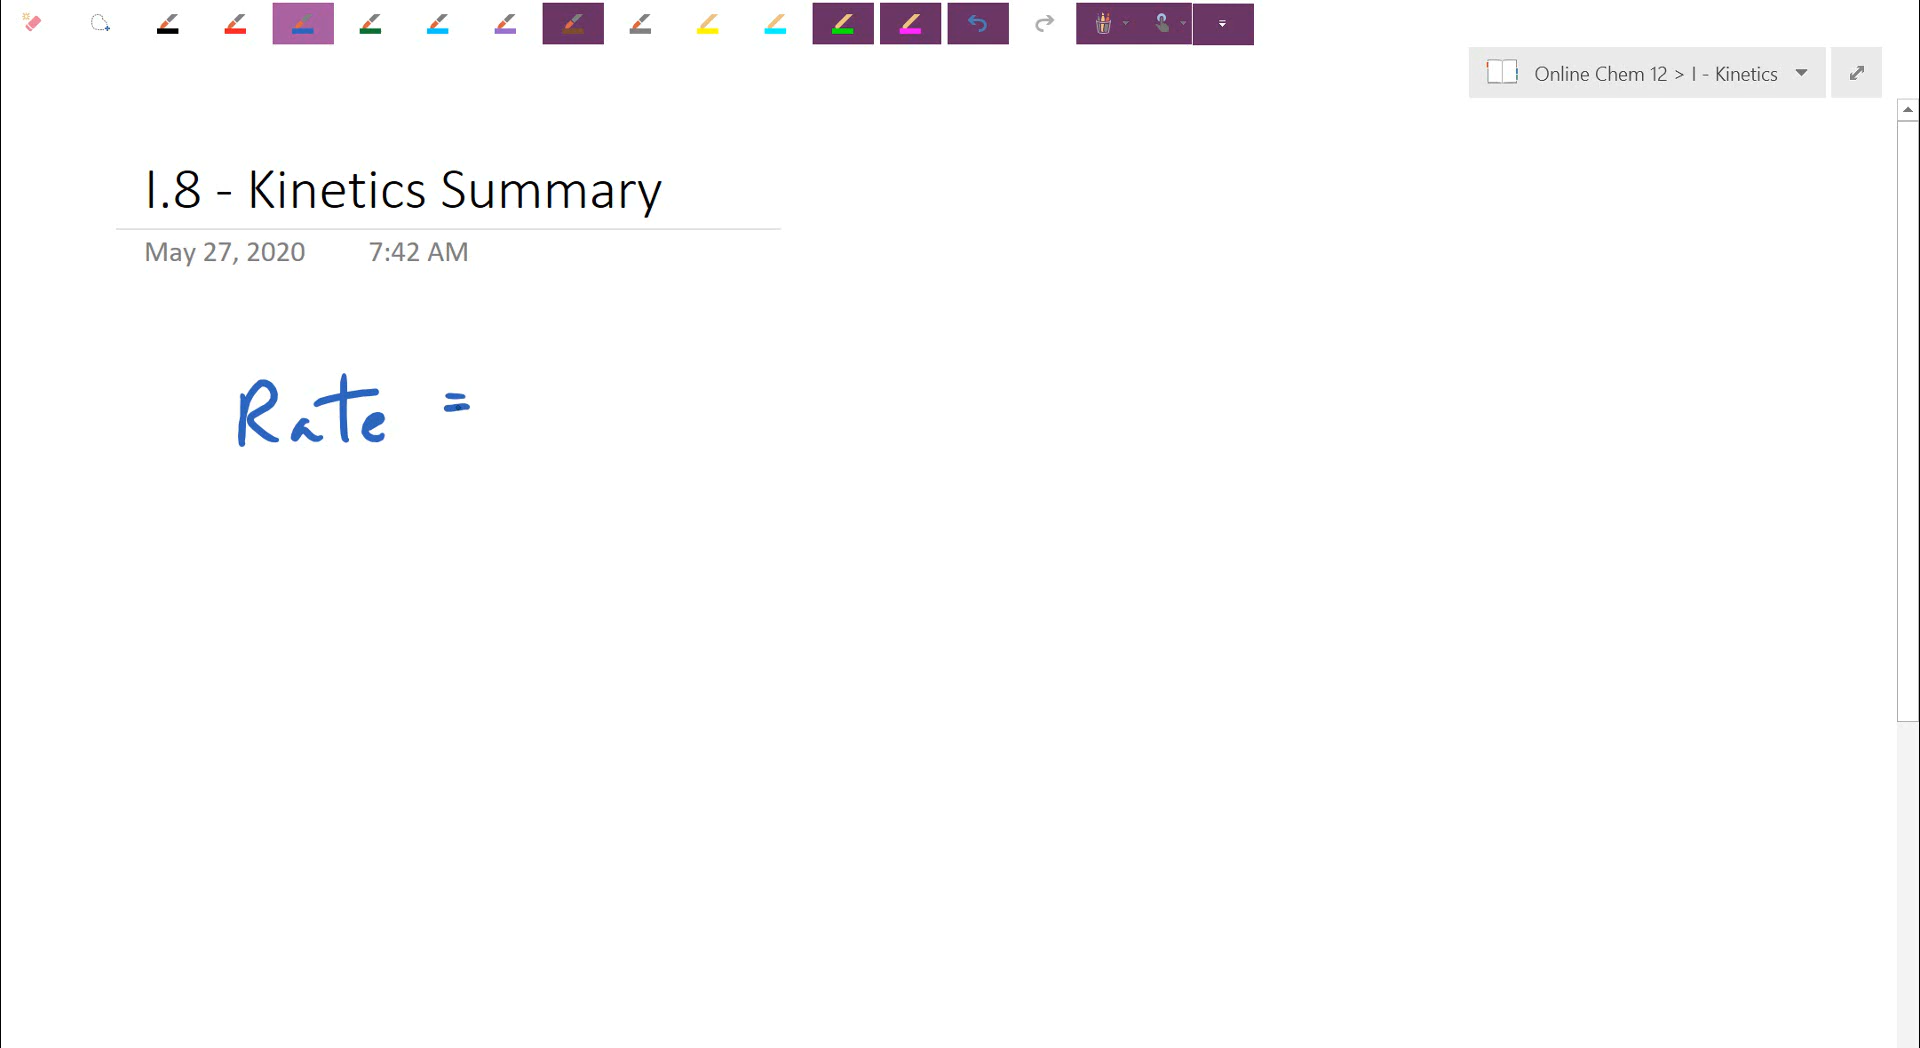 Online Chem 12 > I - Kinetics
I.8 - Kinetics Summary
May 27, 2020 7:42 AM
Rate =